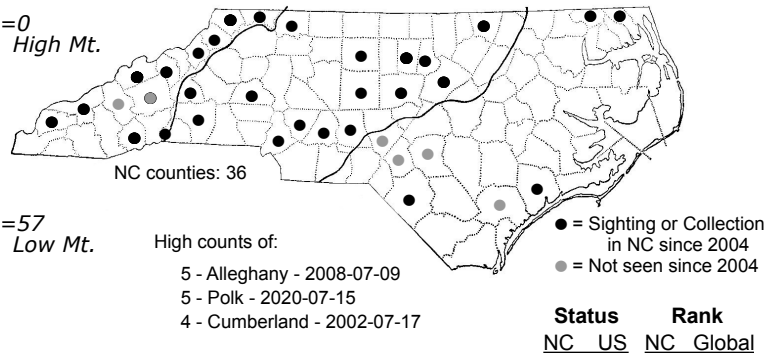 =0
High Mt.
NC counties: 36
=57
Low Mt.
High counts of:
5 - Alleghany - 2008-07-09
5 - Polk - 2020-07-15
4 - Cumberland - 2002-07-17
= Sighting or Collection
in NC since 2004
= Not seen since 2004
Status Rank
NC US NC Global